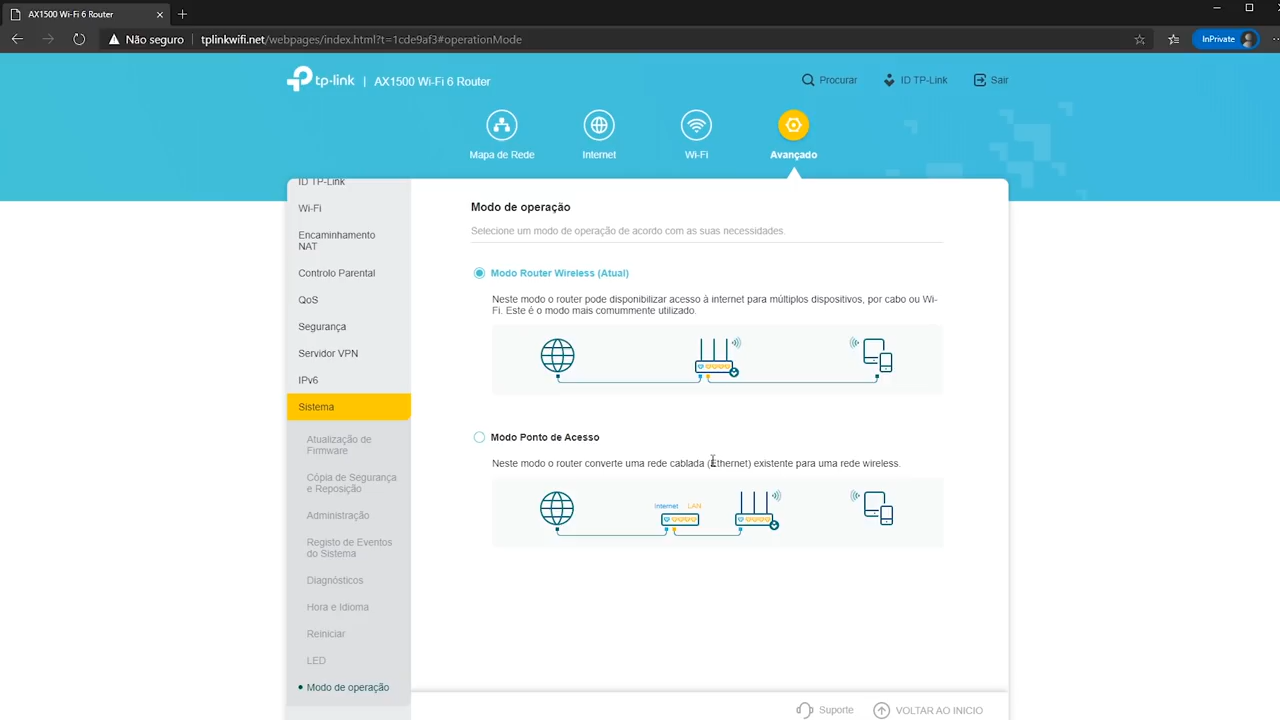 AX1500 Wi-Fi 6 Router
Não seguro
tplinkwifi.net/webpages/index.html?t=1cde9af3#operationMode
InPrivate
tp-link | AX1500 Wi-Fi 6 Router
Procurar
ID TP-Link
Sair
Mapa de Rede
Internet
Wi-Fi
Avançado
ID TP-Link
Wi-Fi
Encaminhamento
NAT
Controlo Parental
QoS
Segurança
Servidor VPN
IPv6
Sistema
Atualização de
Firmware
Cópia de Segurança
e Reposição
Administração
Registo de Eventos
do Sistema
Diagnósticos
Hora e Idioma
Reiniciar
LED
Modo de operação
Modo de operação
Selecione um modo de operação de acordo com as suas necessidades.
Modo Router Wireless (Atual)
Neste modo o router pode disponibilizar acesso à internet para múltiplos dispositivos, por cabo ou Wi-
Fi. Este é o modo mais comummente utilizado.
Modo Ponto de Acesso
Neste modo o router converte uma rede cablada (Ethernet) existente para uma rede wireless.
Internet
LAN
Suporte
VOLTAR AO INICIO